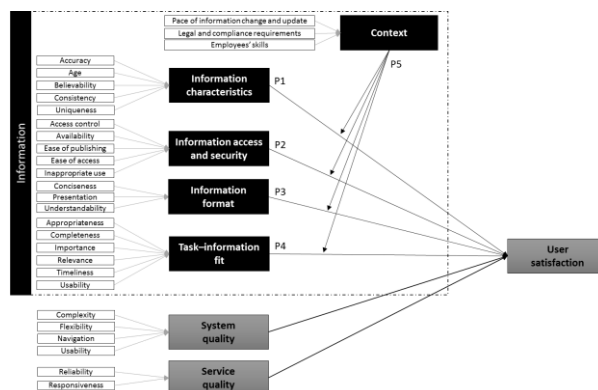 Pace of information change and update
Legal and compliance requirements
Employees' skills
Context
P5
Information
Accuracy
Age
Believability
Consistency
Uniqueness
Information
characteristics
P1
Access control
Availability
Ease of publishing
Ease of access
Inappropriate use
Information access
and security
P2
Conciseness
Presentation
Understandability
Information
format
P3
Appropriateness
Completeness
Importance
Relevance
Timeliness
Usability
Task–information
fit
P4
User
satisfaction
Complexity
Flexibility
Navigation
Usability
System
quality
Reliability
Responsiveness
Service
quality